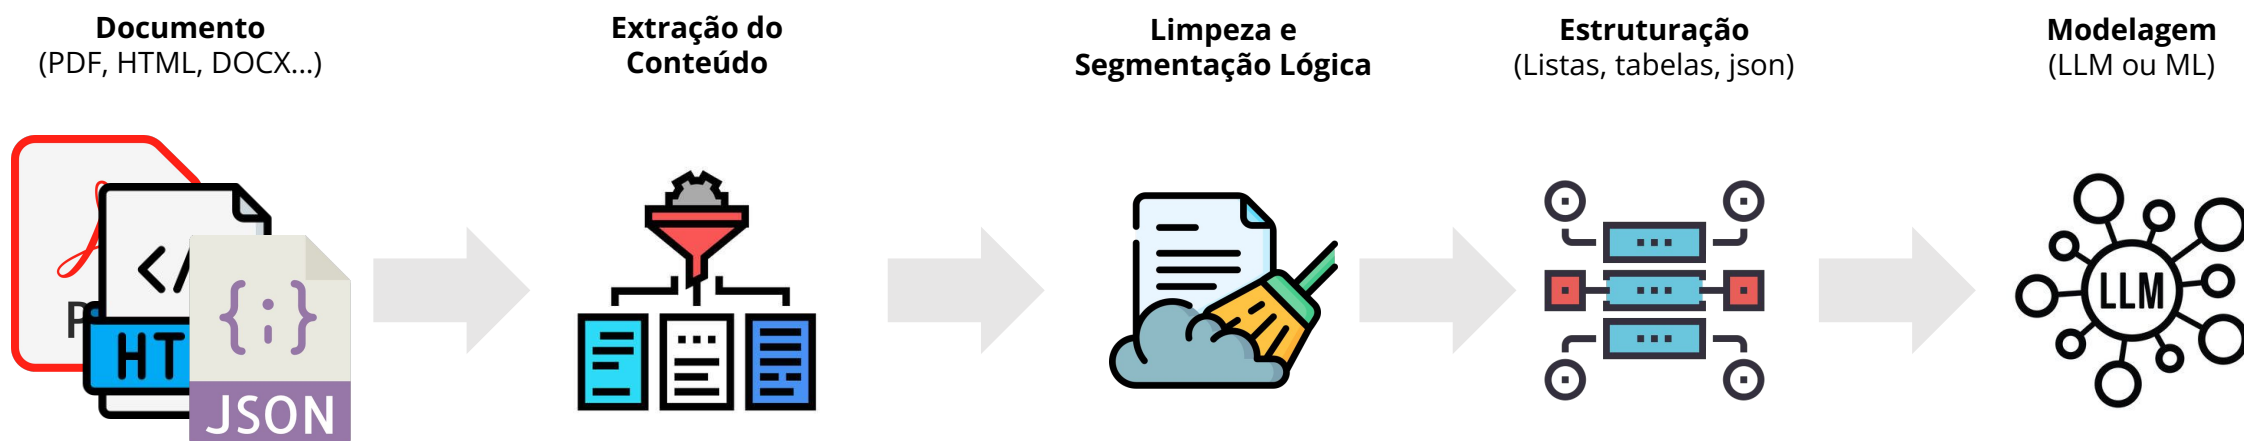 Documento
(PDF, HTML, DOCX...)
Extração do
Conteúdo
Limpeza e
Segmentação Lógica
Estruturação
(Listas, tabelas, json)
Modelagem
(LLM ou ML)
P
</>
HT
{;}
JSON
LLM